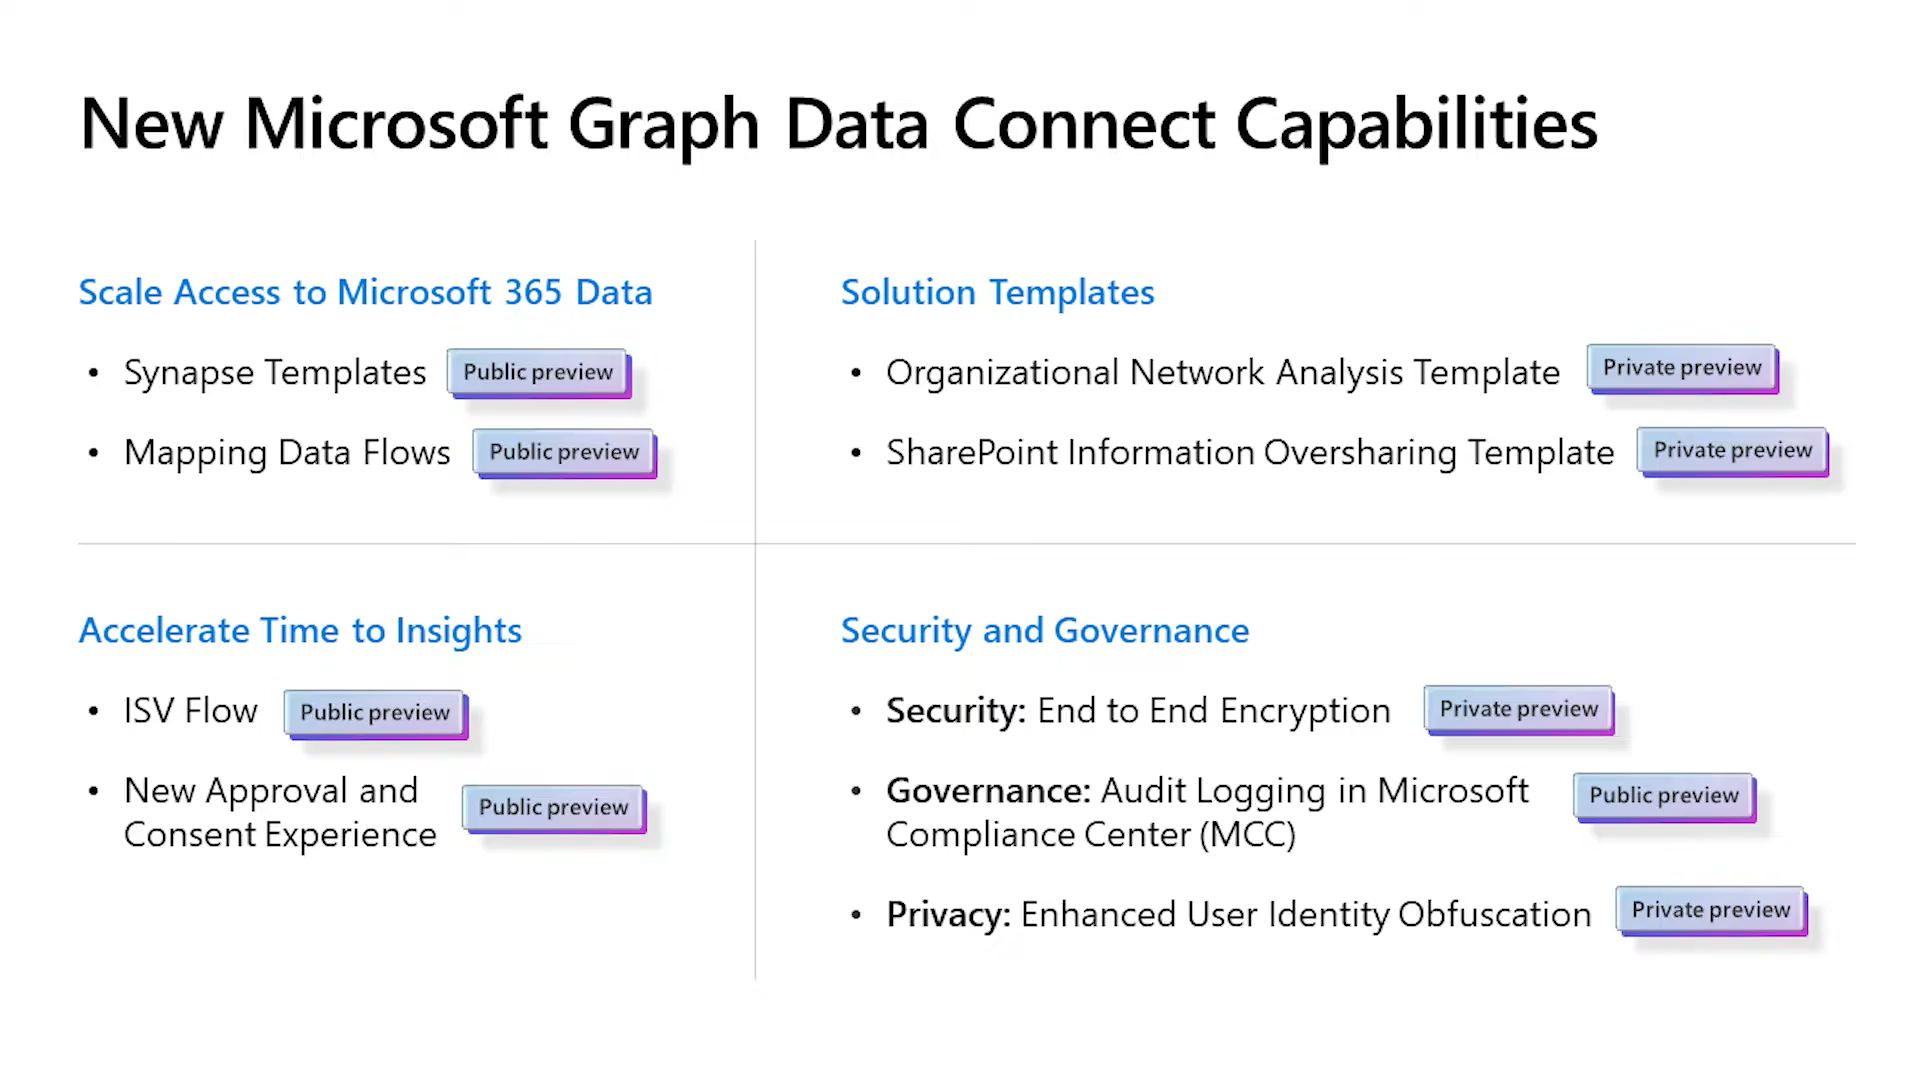 New Microsoft Graph Data Connect Capabilities
Scale Access to Microsoft 365 Data
• Synapse Templates Public preview
• Mapping Data Flows Public preview
Solution Templates
• Organizational Network Analysis Template Private preview
• SharePoint Information Oversharing Template Private preview
Accelerate Time to Insights
• ISV Flow Public preview
• New Approval and
Consent Experience Public preview
Security and Governance
• Security: End to End Encryption Private preview
• Governance: Audit Logging in Microsoft Public preview
Compliance Center (MCC)
• Privacy: Enhanced User Identity Obfuscation Private preview